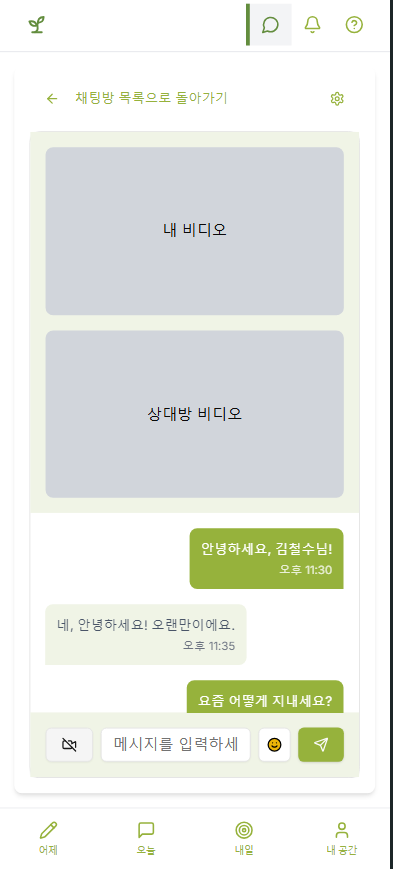 채팅방 목록으로 돌아가기
내 비디오
상대방 비디오
안녕하세요, 김철수님!
오후 11:30
네, 안녕하세요! 오랜만이에요.
오후 11:35
요즘 어떻게 지내세요?
메시지를 입력하세
어제
오늘
내일
내 공간